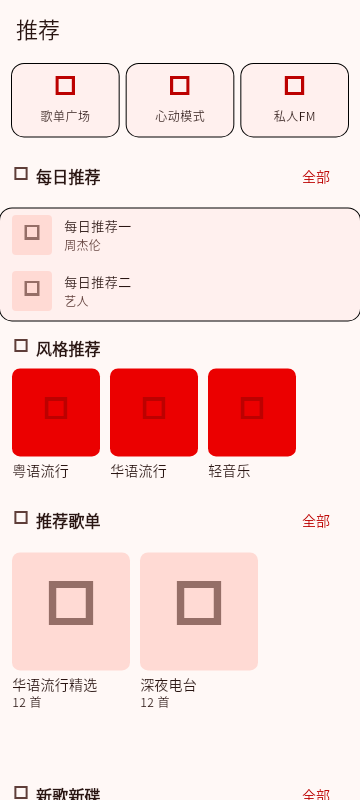 推荐
歌单广场
心动模式
私人FM
每日推荐
全部
每日推荐一
周杰伦
每日推荐二
艺人
风格推荐
粤语流行
华语流行
轻音乐
推荐歌单
全部
华语流行精选
12 首
深夜电台
12 首
新歌新碟
全部